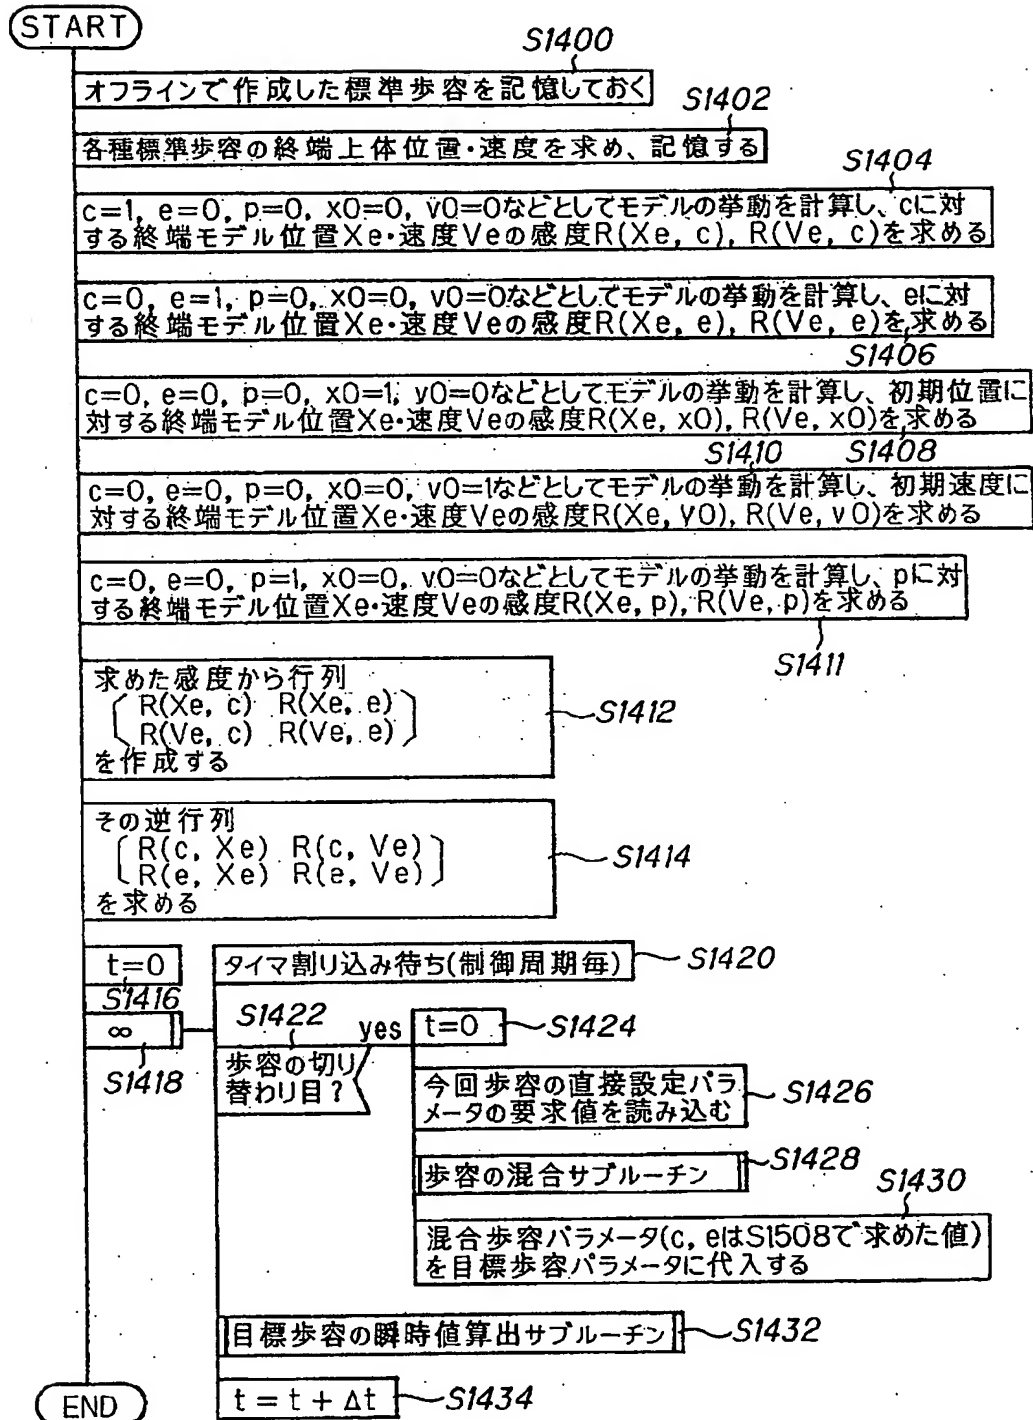 START
S1400
オフラインで作成した標準歩容を記憶しておく
S1402
各種標準歩容の終端上体位置・速度を求め、記憶する
S1404
c=1, e=0, p=0, x0=0, v0=0などとしてモデルの挙動を計算し、cに対
する終端モデル位置Xe・速度Veの感度R(Xe, c), R(Ve, c)を求める
c=0, e=1, p=0, x0=0, v0=0などとしてモデルの挙動を計算し、eに対
する終端モデル位置Xe・速度Veの感度R(Xe, e), R(Ve, e)を求める
S1406
c=0, e=0, p=0, x0=1, v0=0などとしてモデルの挙動を計算し、初期位置に
対する終端モデル位置Xe・速度Veの感度R(Xe, x0), R(Ve, x0)を求める
S1410 S1408
c=0, e=0, p=0, x0=0, v0=1などとしてモデルの挙動を計算し、初期速度に
対する終端モデル位置Xe・速度Veの感度R(Xe, v0), R(Ve, v0)を求める
c=0, e=0, p=1, x0=0, v0=0などとしてモデルの挙動を計算し、pに対
する終端モデル位置Xe・速度Veの感度R(Xe, p), R(Ve, p)を求める
S1411
求めた感度から行列
R(Xe, c) R(Xe, e)
R(Ve, c) R(Ve, e)
を作成する
S1412
その逆行列
R(c, Xe) R(c, Ve)
R(e, Xe) R(e, Ve)
を求める
S1414
t=0
S1416
∞
S1418
タイマ割り込み待ち(制御周期毎)
S1420
S1422
歩容の切り
替わり目?
yes
t=0
S1424
今回歩容の直接設定パラ
メータの要求値を読み込む
S1426
歩容の混合サブルーチン
S1428
S1430
混合歩容パラメータ(c, eはS1508で求めた値)
を目標歩容パラメータに代入する
目標歩容の瞬時値算出サブルーチン
S1432
t = t + Δt
S1434
END